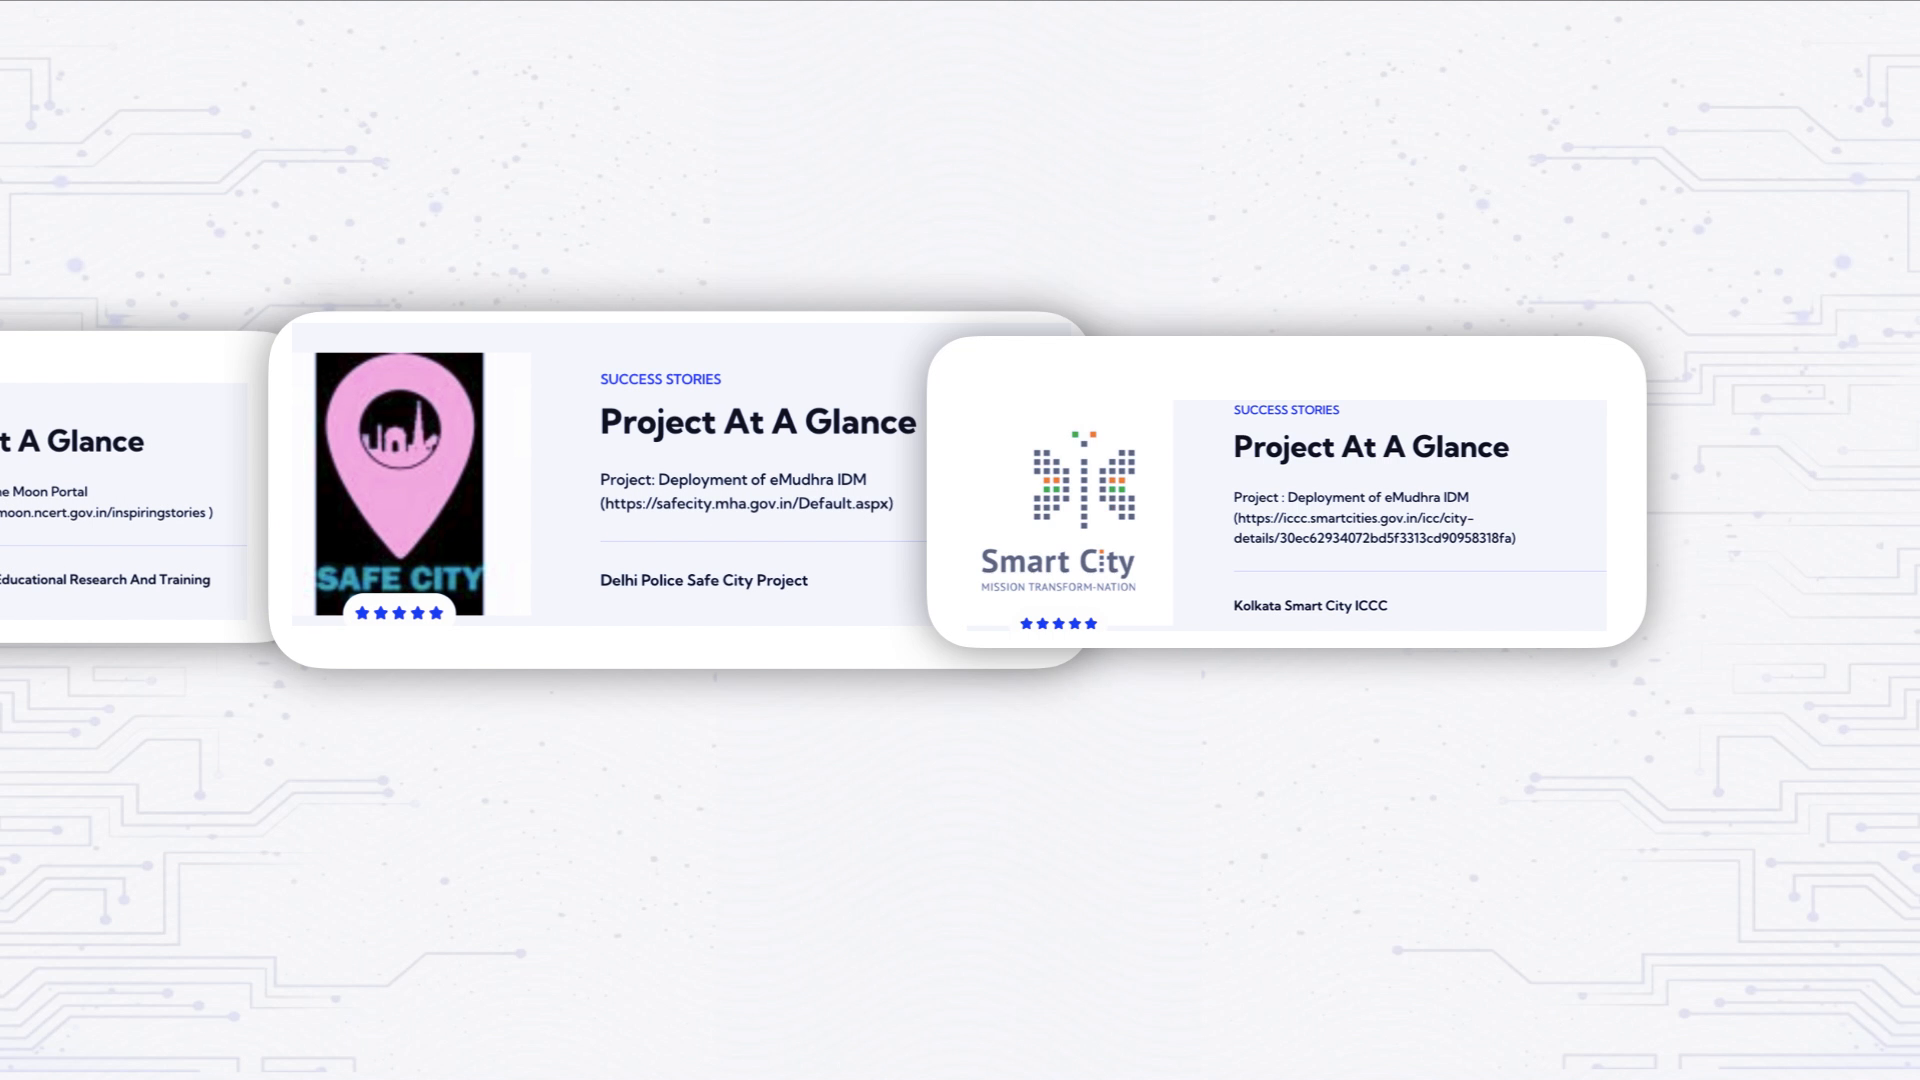 t A Glance
he Moon Portal
moon.ncert.gov.in/inspiringstories )
Educational Research And Training
SAFE CITY
SUCCESS STORIES
Project At A Glance
Project: Deployment of eMudhra IDM
(https://safecity.mha.gov.in/Default.aspx)
Delhi Police Safe City Project
Smart City
MISSION TRANSFORM-NATION
SUCCESS STORIES
Project At A Glance
Project : Deployment of eMudhra IDM
(https://iccc.smartcities.gov.in/icc/city-
details/30ec62934072bd5f3313cd90958318fa)
Kolkata Smart City ICCC